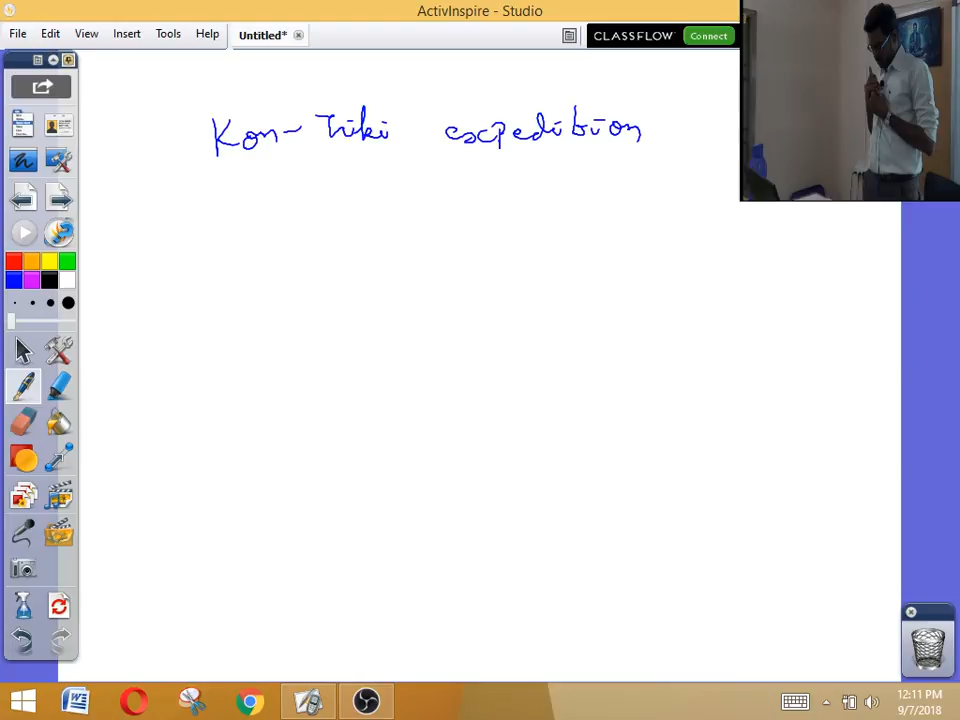 ActivInspire - Studio
File Edit View Insert Tools Help Untitled* CLASSFLOW Connect
Kon-Tiki expedition
12:11 PM
9/7/2018